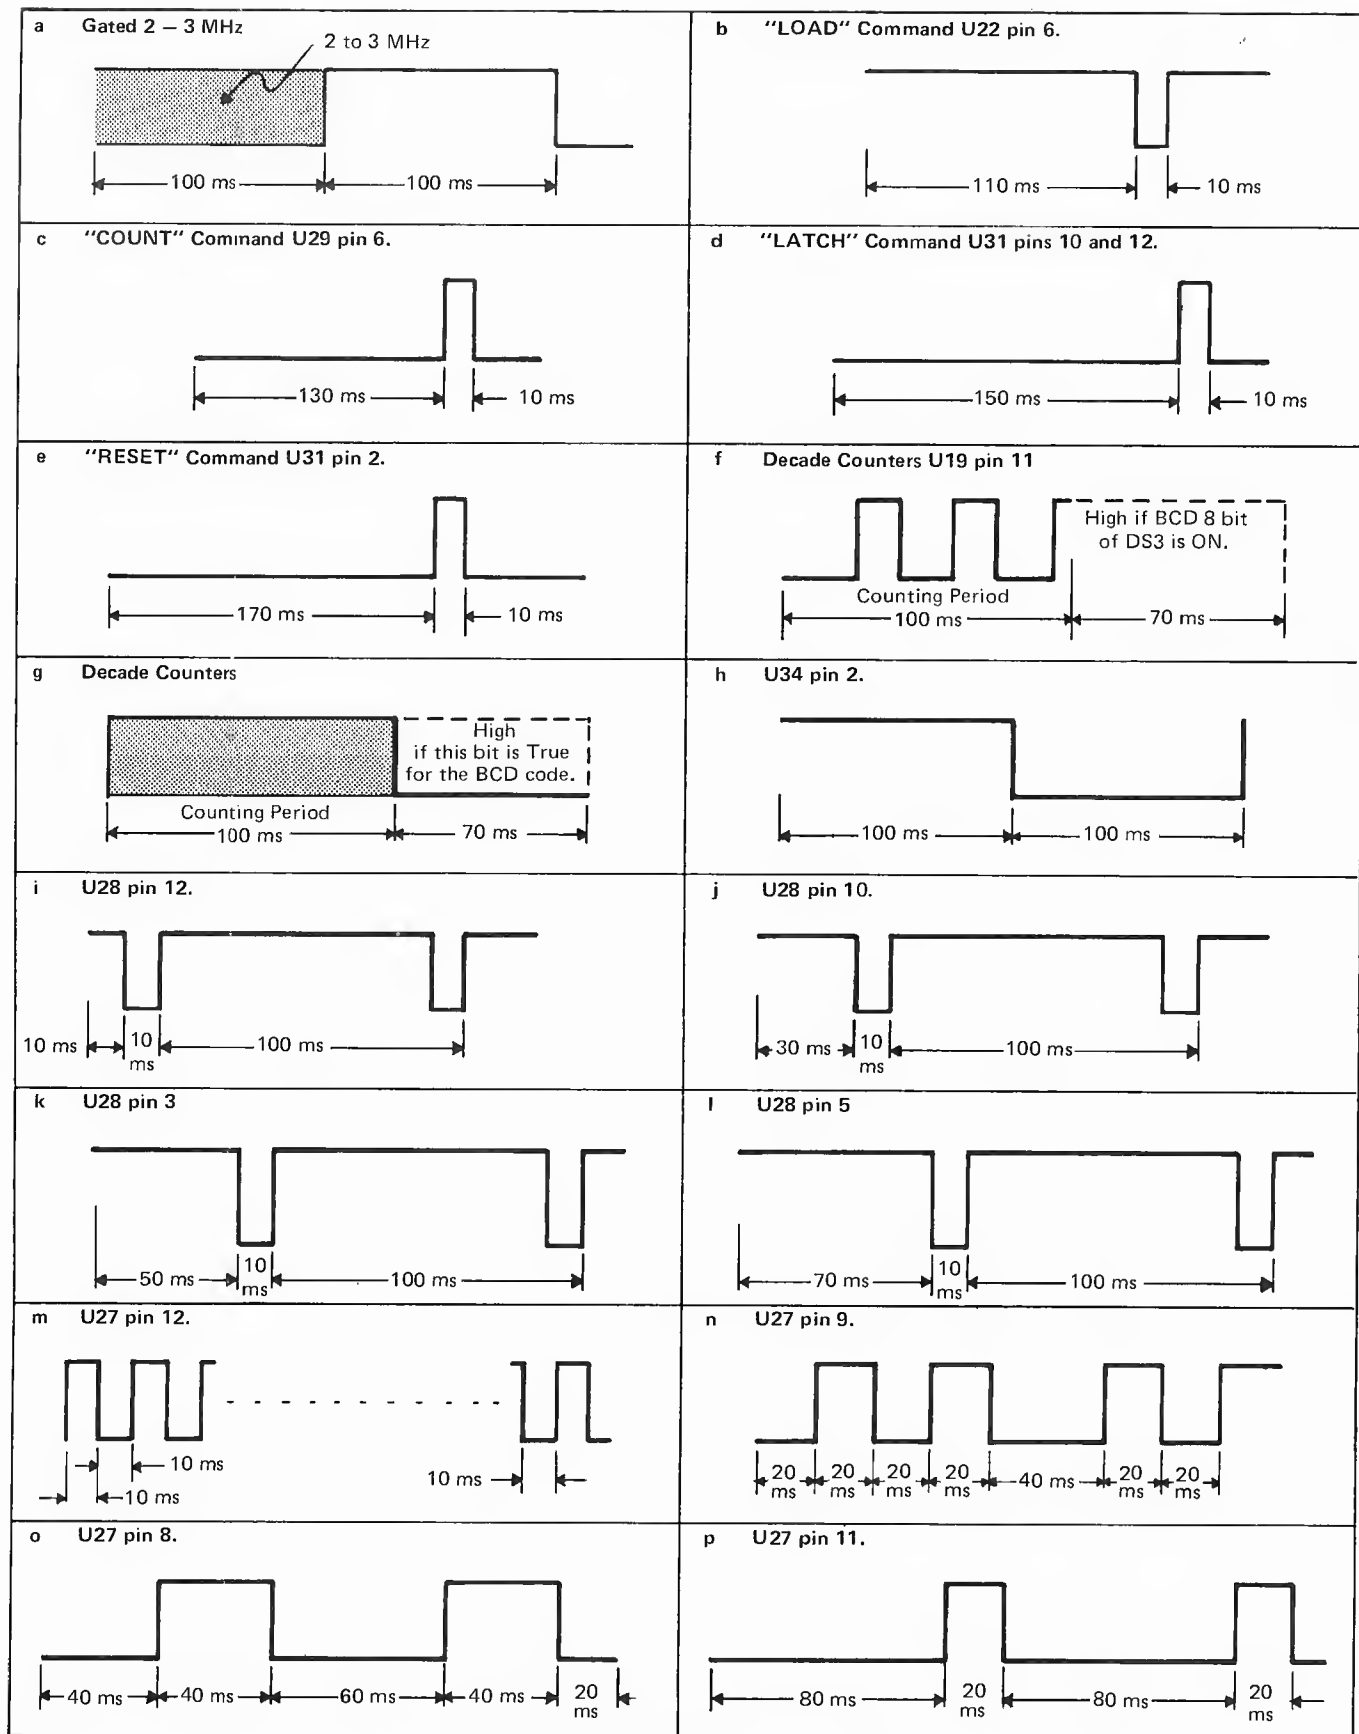 a Gated 2 – 3 MHz
2 to 3 MHz
100 ms 100 ms
b "LOAD" Command U22 pin 6.
110 ms 10 ms
c "COUNT" Command U29 pin 6.
130 ms 10 ms
d "LATCH" Command U31 pins 10 and 12.
150 ms 10 ms
e "RESET" Command U31 pin 2.
170 ms 10 ms
f Decade Counters U19 pin 11
High if BCD 8 bit
of DS3 is ON.
Counting Period
100 ms 70 ms
g Decade Counters
High
if this bit is True
for the BCD code.
Counting Period
100 ms 70 ms
h U34 pin 2.
100 ms 100 ms
i U28 pin 12.
10 ms 10 ms 100 ms
j U28 pin 10.
30 ms 10 ms 100 ms
k U28 pin 3
50 ms 10 ms 100 ms
l U28 pin 5
70 ms 10 ms 100 ms
m U27 pin 12.
10 ms 10 ms
10 ms
n U27 pin 9.
20 ms 20 ms 20 ms 20 ms 40 ms 20 ms 20 ms
o U27 pin 8.
40 ms 40 ms 60 ms 40 ms 20 ms
p U27 pin 11.
80 ms 20 ms 80 ms 20 ms